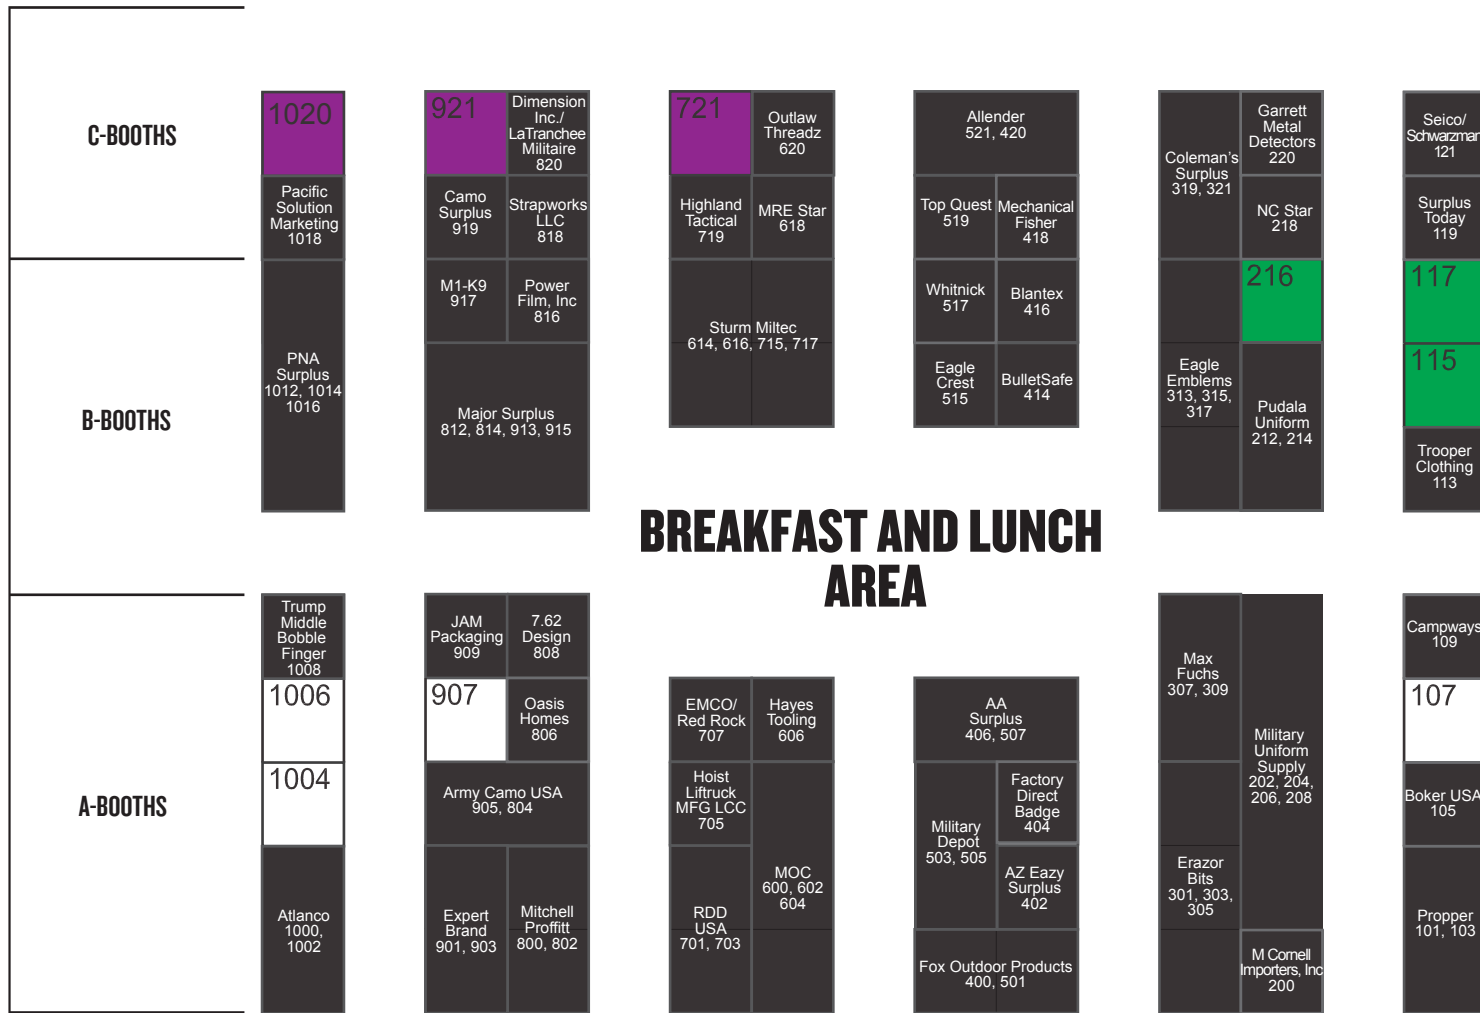 C-BOOTHS
B-BOOTHS
A-BOOTHS
1020
Pacific
Solution
Marketing
1018
PNA
Surplus
1012, 1014
1016
Trump
Middle
Bobble
Finger
1008
1006
1004
Atlanco
1000,
1002
921
Dimension
Inc./
LaTranchee
Militaire
820
Camo
Surplus
919
Strapworks
LLC
818
M1-K9
917
Power
Film, Inc
816
Major Surplus
812, 814, 913, 915
JAM
Packaging
909
7.62
Design
808
907
Oasis
Homes
806
Army Camo USA
905, 804
Expert
Brand
901, 903
Mitchell
Proffitt
800, 802
721
Outlaw
Threadz
620
Highland
Tactical
719
MRE Star
618
Sturm Miltec
614, 616, 715, 717
BREAKFAST AND LUNCH
AREA
EMCO/
Red Rock
707
Hayes
Tooling
606
Hoist
Liftruck
MFG LCC
705
MOC
600, 602
604
RDD
USA
701, 703
Allender
521, 420
Top Quest
519
Mechanical
Fisher
418
Whitnick
517
Blantex
416
Eagle
Crest
515
BulletSafe
414
AA
Surplus
406, 507
Military
Depot
503, 505
Factory
Direct
Badge
404
AZ Eazy
Surplus
402
Fox Outdoor Products
400, 501
Coleman's
Surplus
319, 321
Garrett
Metal
Detectors
220
NC Star
218
216
Eagle
Emblems
313, 315,
317
Pudala
Uniform
212, 214
Max
Fuchs
307, 309
Military
Uniform
Supply
202, 204,
206, 208
Erazor
Bits
301, 303,
305
M Cornell
Importers, Inc
200
Seico/
Schwarzman
121
Surplus
Today
119
117
115
Trooper
Clothing
113
Campways
109
107
Boker USA
105
Propper
101, 103